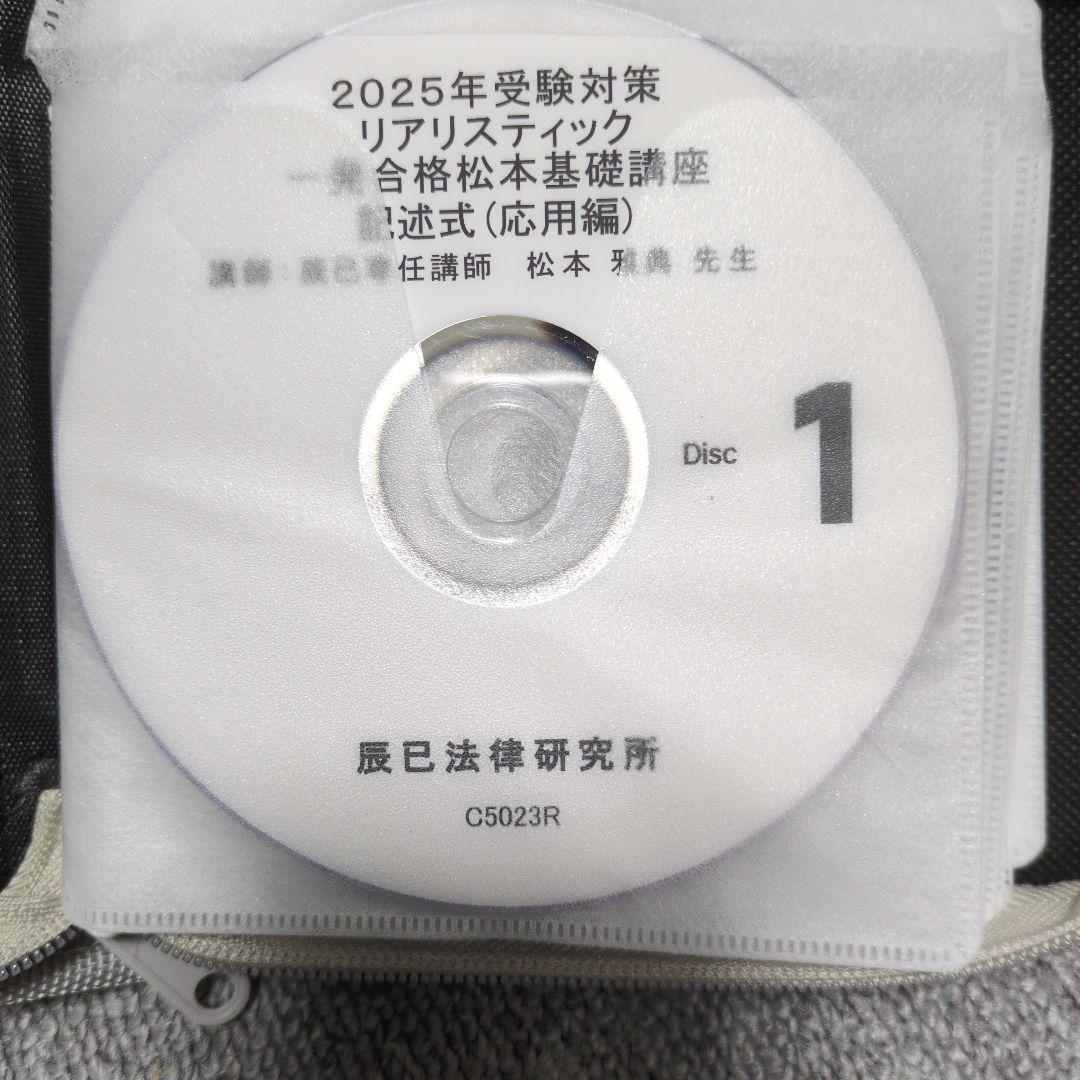 2025年受験対策
リアリスティック
一発合格松本基礎講座
記述式(応用編)
講師:辰已専任講師 松本 雅典 先生
Disc 1
辰已法律研究所
C5023R